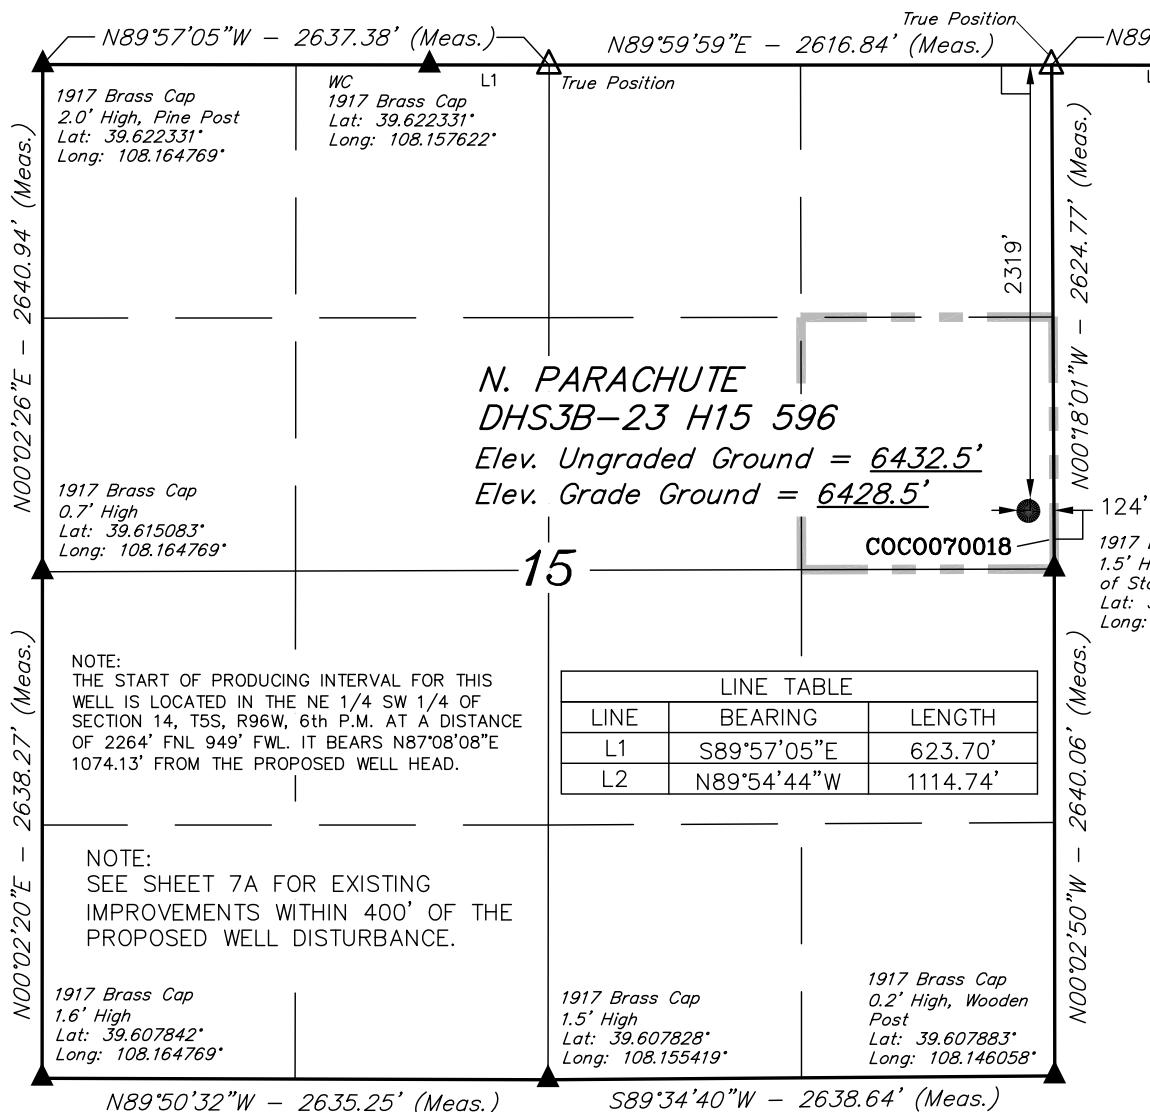 True Position
N89°57'05"W - 2637.38' (Meas.)
N89°59'59"E - 2616.84' (Meas.)
N89
WC
L1
True Position
1917 Brass Cap
2.0' High, Pine Post
Lat: 39.622331°
Long: 108.164769°
1917 Brass Cap
Lat: 39.622331°
Long: 108.157622°
N00°02'26"E - 2640.94' (Meas.)
N00°18'01"W - 2624.77' (Meas.)
2319'
N. PARACHUTE
DHS3B-23 H15 596
Elev. Ungraded Ground = 6432.5'
Elev. Grade Ground = 6428.5'
1917 Brass Cap
0.7' High
Lat: 39.615083°
Long: 108.164769°
124'
COC0070018
1917
1.5'
of
Lat:
Long:
15
NOTE:
THE START OF PRODUCING INTERVAL FOR THIS
WELL IS LOCATED IN THE NE 1/4 SW 1/4 OF
SECTION 14, T5S, R96W, 6th P.M. AT A DISTANCE
OF 2264' FNL 949' FWL. IT BEARS N87°08'08"E
1074.13' FROM THE PROPOSED WELL HEAD.
LINE TABLE
LINE BEARING LENGTH
L1 S89°57'05"E 623.70'
L2 N89°54'44"W 1114.74'
N00°02'20"E - 2638.27' (Meas.)
N00°02'50"W - 2640.06' (Meas.)
NOTE:
SEE SHEET 7A FOR EXISTING
IMPROVEMENTS WITHIN 400' OF THE
PROPOSED WELL DISTURBANCE.
1917 Brass Cap
1.6' High
Lat: 39.607842°
Long: 108.164769°
1917 Brass Cap
1.5' High
Lat: 39.607828°
Long: 108.155419°
1917 Brass Cap
0.2' High, Wooden
Post
Lat: 39.607883°
Long: 108.146058°
N89°50'32"W - 2635.25' (Meas.)
S89°34'40"W - 2638.64' (Meas.)